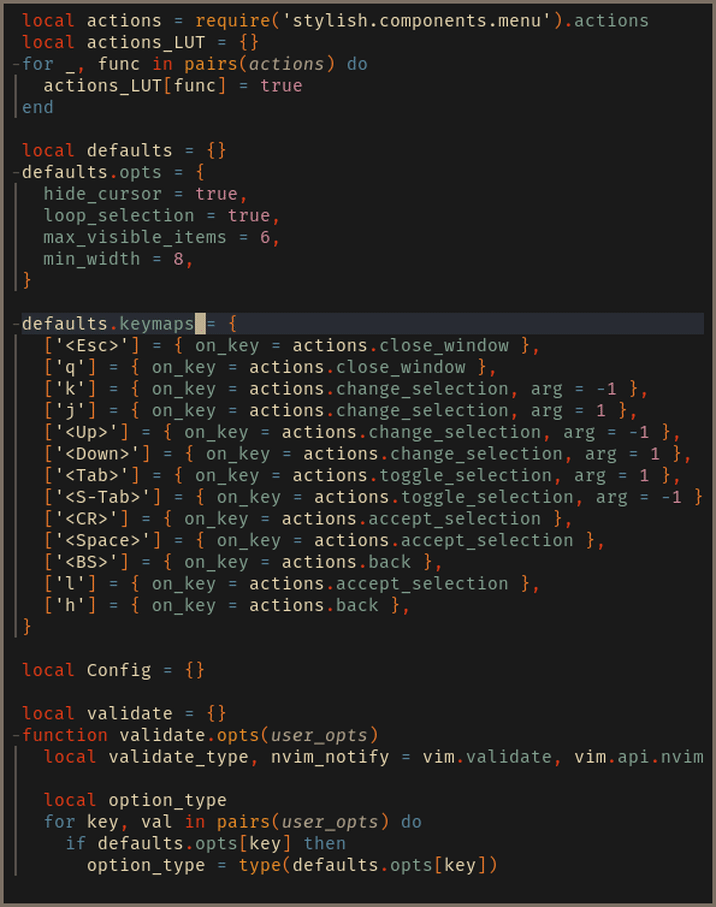 local actions = require('stylish.components.menu').actions
local actions_LUT = {}
for _, func in pairs(actions) do
  actions_LUT[func] = true
end

local defaults = {}
defaults.opts = {
  hide_cursor = true,
  loop_selection = true,
  max_visible_items = 6,
  min_width = 8,
}

defaults.keymaps = {
  ['<Esc>'] = { on_key = actions.close_window },
  ['q'] = { on_key = actions.close_window },
  ['k'] = { on_key = actions.change_selection, arg = -1 },
  ['j'] = { on_key = actions.change_selection, arg = 1 },
  ['<Up>'] = { on_key = actions.change_selection, arg = -1 },
  ['<Down>'] = { on_key = actions.change_selection, arg = 1 },
  ['<Tab>'] = { on_key = actions.toggle_selection, arg = 1 },
  ['<S-Tab>'] = { on_key = actions.toggle_selection, arg = -1 }
  ['<CR>'] = { on_key = actions.accept_selection },
  ['<Space>'] = { on_key = actions.accept_selection },
  ['<BS>'] = { on_key = actions.back },
  ['l'] = { on_key = actions.accept_selection },
  ['h'] = { on_key = actions.back },
}

local Config = {}

local validate = {}
function validate.opts(user_opts)
  local validate_type, nvim_notify = vim.validate, vim.api.nvim

  local option_type
  for key, val in pairs(user_opts) do
    if defaults.opts[key] then
      option_type = type(defaults.opts[key])